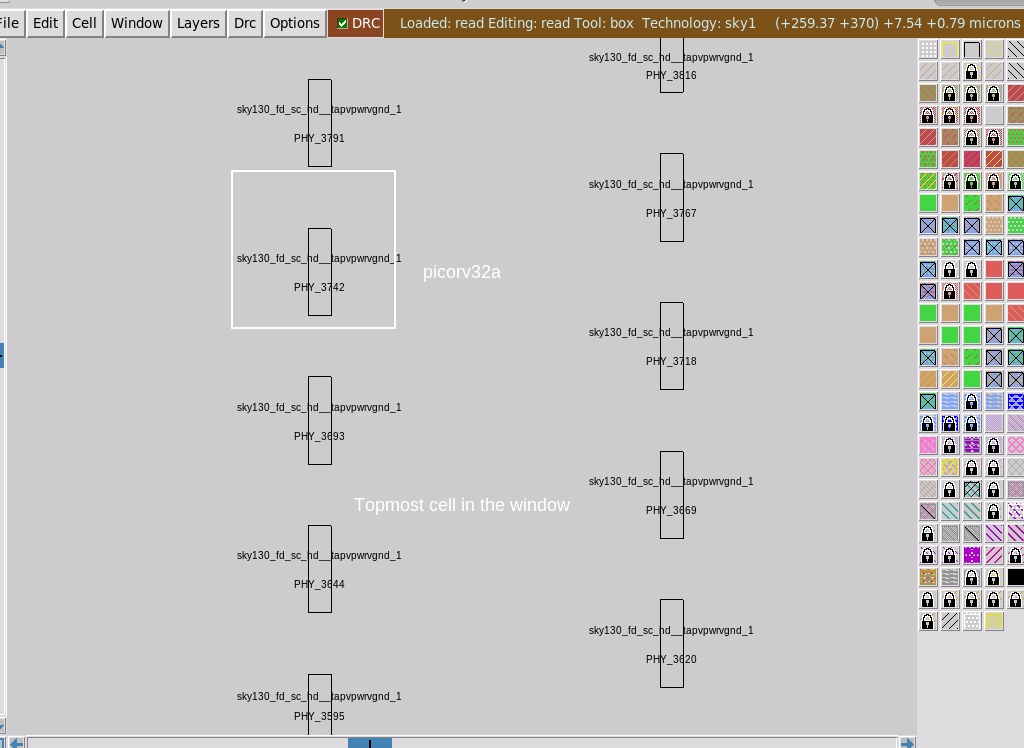 File Edit Cell Window Layers Drc Options DRC Loaded: read Editing: read Tool: box Technology: sky1 (+259.37 +370) +7.54 +0.79 microns
sky130_fd_sc_hd__tapvpwrvgnd_1
PHY_3816
sky130_fd_sc_hd__tapvpwrvgnd_1
PHY_3791
sky130_fd_sc_hd__tapvpwrvgnd_1
PHY_3767
sky130_fd_sc_hd__tapvpwrvgnd_1
picorv32a
PHY_3742
sky130_fd_sc_hd__tapvpwrvgnd_1
PHY_3718
sky130_fd_sc_hd__tapvpwrvgnd_1
PHY_3693
sky130_fd_sc_hd__tapvpwrvgnd_1
Topmost cell in the window
PHY_3669
sky130_fd_sc_hd__tapvpwrvgnd_1
PHY_3644
sky130_fd_sc_hd__tapvpwrvgnd_1
PHY_3620
sky130_fd_sc_hd__tapvpwrvgnd_1
PHY_3595